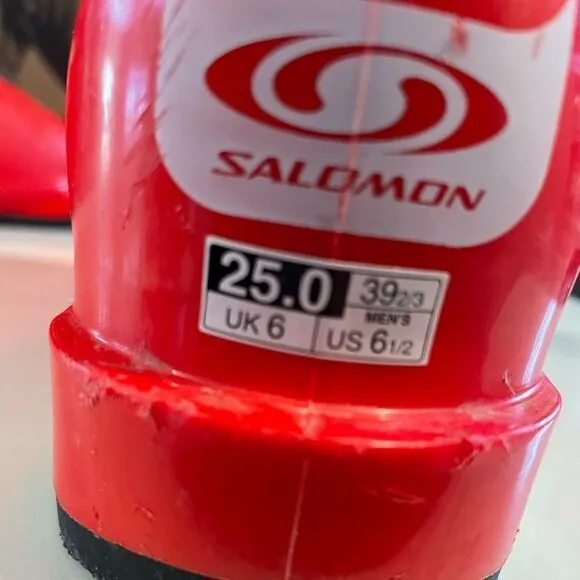 SALOMON
25.0
39 2/3
UK 6
MEN'S
US 6 1/2